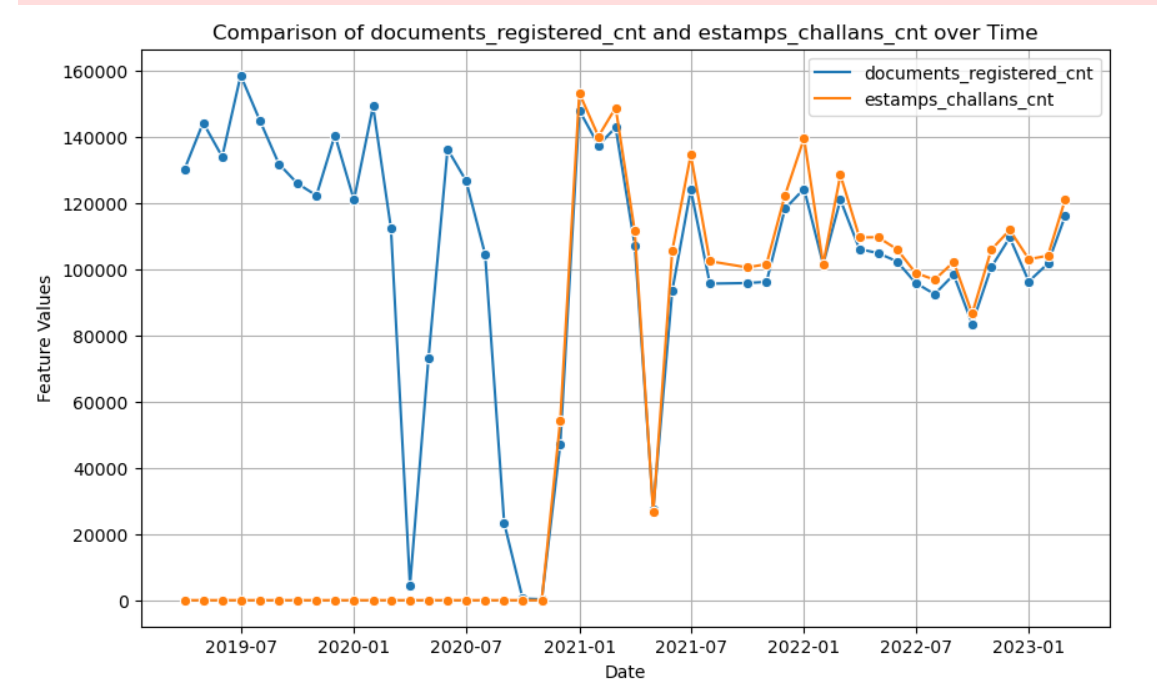 Comparison of documents_registered_cnt and estamps_challans_cnt over Time
documents_registered_cnt
estamps_challans_cnt
160000
140000
120000
100000
80000
60000
40000
20000
0
Feature Values
2019-07 2020-01 2020-07 2021-01 2021-07 2022-01 2022-07 2023-01
Date